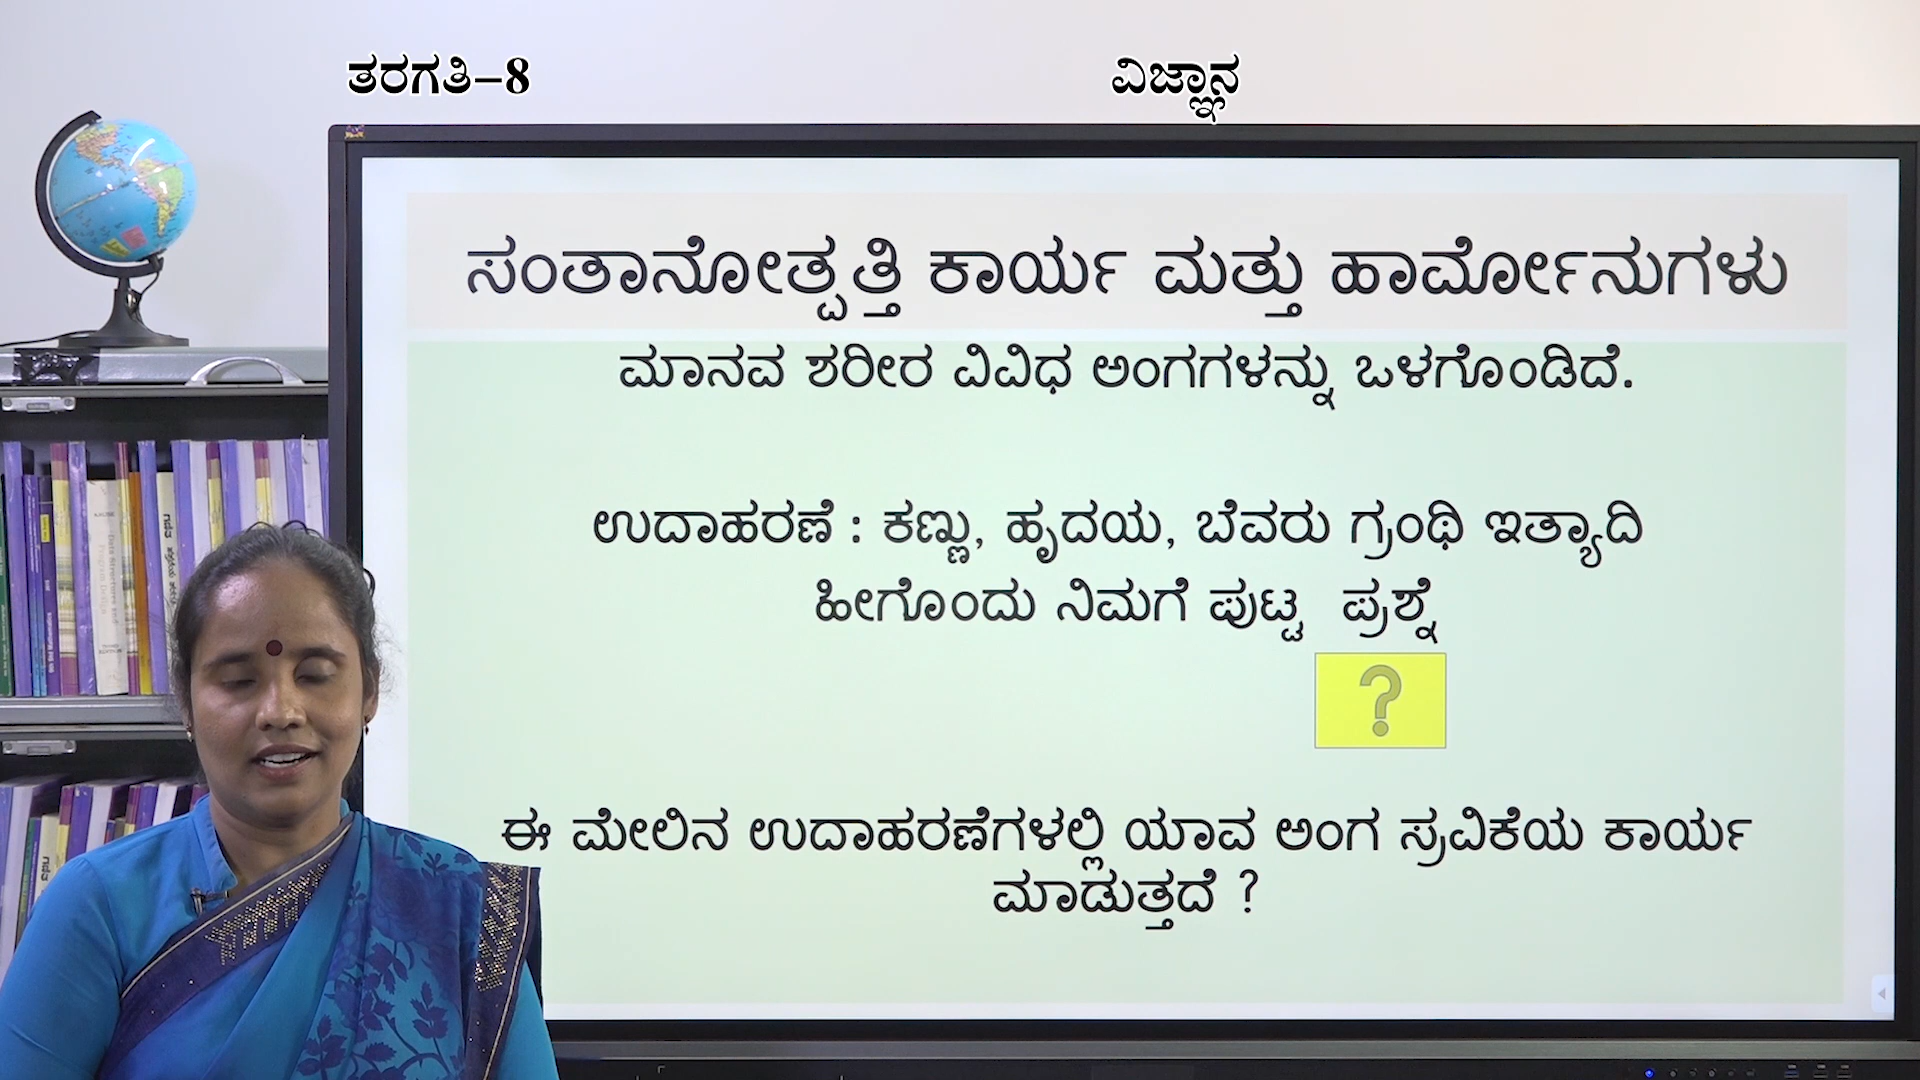 ತರಗತಿ–8
ವಿಜ್ಞಾನ
ಸಂತಾನೋತ್ಪತ್ತಿ ಕಾರ್ಯ ಮತ್ತು ಹಾರ್ಮೋನುಗಳು
ಮಾನವ ಶರೀರ ವಿವಿಧ ಅಂಗಗಳನ್ನು ಒಳಗೊಂಡಿದೆ.
ಉದಾಹರಣೆ : ಕಣ್ಣು, ಹೃದಯ, ಬೆವರು ಗ್ರಂಥಿ ಇತ್ಯಾದಿ
ಹೀಗೊಂದು ನಿಮಗೆ ಪುಟ್ಟ ಪ್ರಶ್ನೆ
?
ಈ ಮೇಲಿನ ಉದಾಹರಣೆಗಳಲ್ಲಿ ಯಾವ ಅಂಗ ಸ್ರವಿಕೆಯ ಕಾರ್ಯ
ಮಾಡುತ್ತದೆ ?